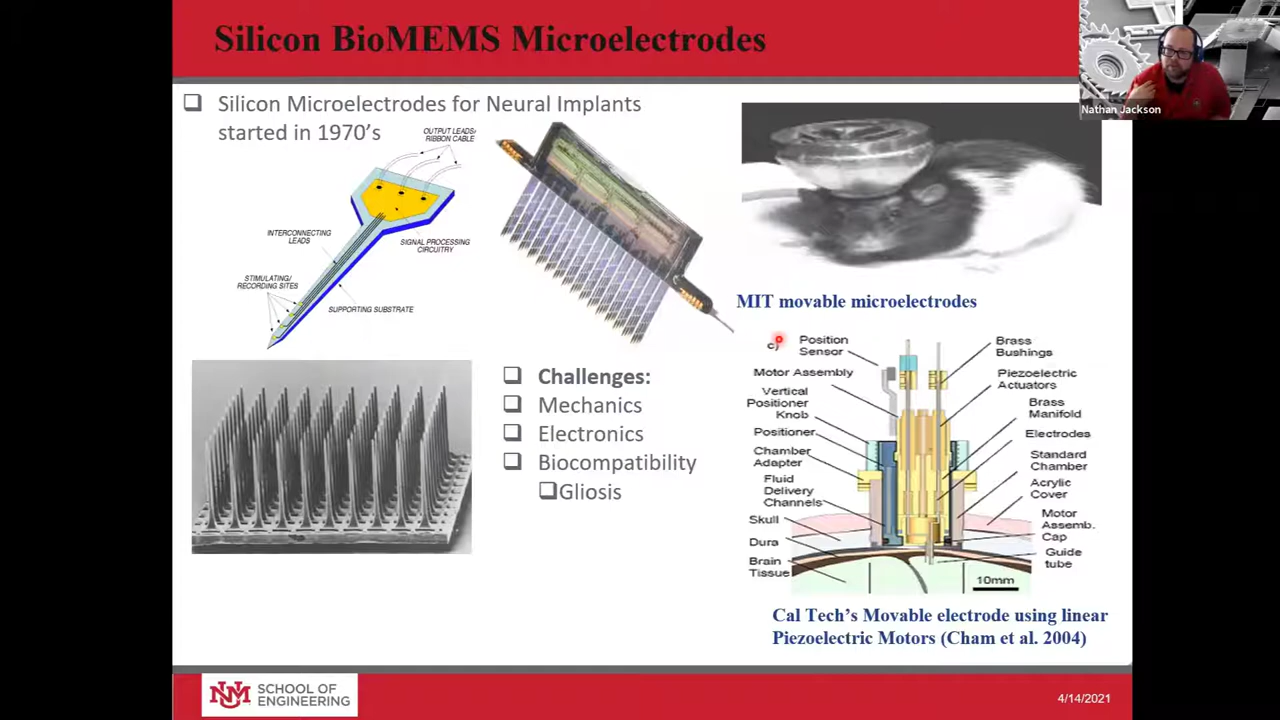 Silicon BioMEMS Microelectrodes
Nathan Jackson
Silicon Microelectrodes for Neural Implants
started in 1970's
OUTPUT LEADS/
RIBBON CABLE
INTERCONNECTING
LEADS
SIGNAL PROCESSING
CIRCUITRY
STIMULATING/
RECORDING SITES
SUPPORTING SUBSTRATE
MIT movable microelectrodes
Challenges:
Mechanics
Electronics
Biocompatibility
Gliosis
c)
Position
Sensor
Motor Assembly
Vertical
Positioner
Knob
Positioner
Chamber
Adapter
Fluid
Delivery
Channels
Skull
Dura
Brain
Tissue
Brass
Bushings
Piezoelectric
Actuators
Brass
Manifold
Electrodes
Standard
Chamber
Acrylic
Cover
Motor
Assemb.
Cap
Guide
tube
10mm
Cal Tech's Movable electrode using linear
Piezoelectric Motors (Cham et al. 2004)
UNM
SCHOOL OF
ENGINEERING
4/14/2021